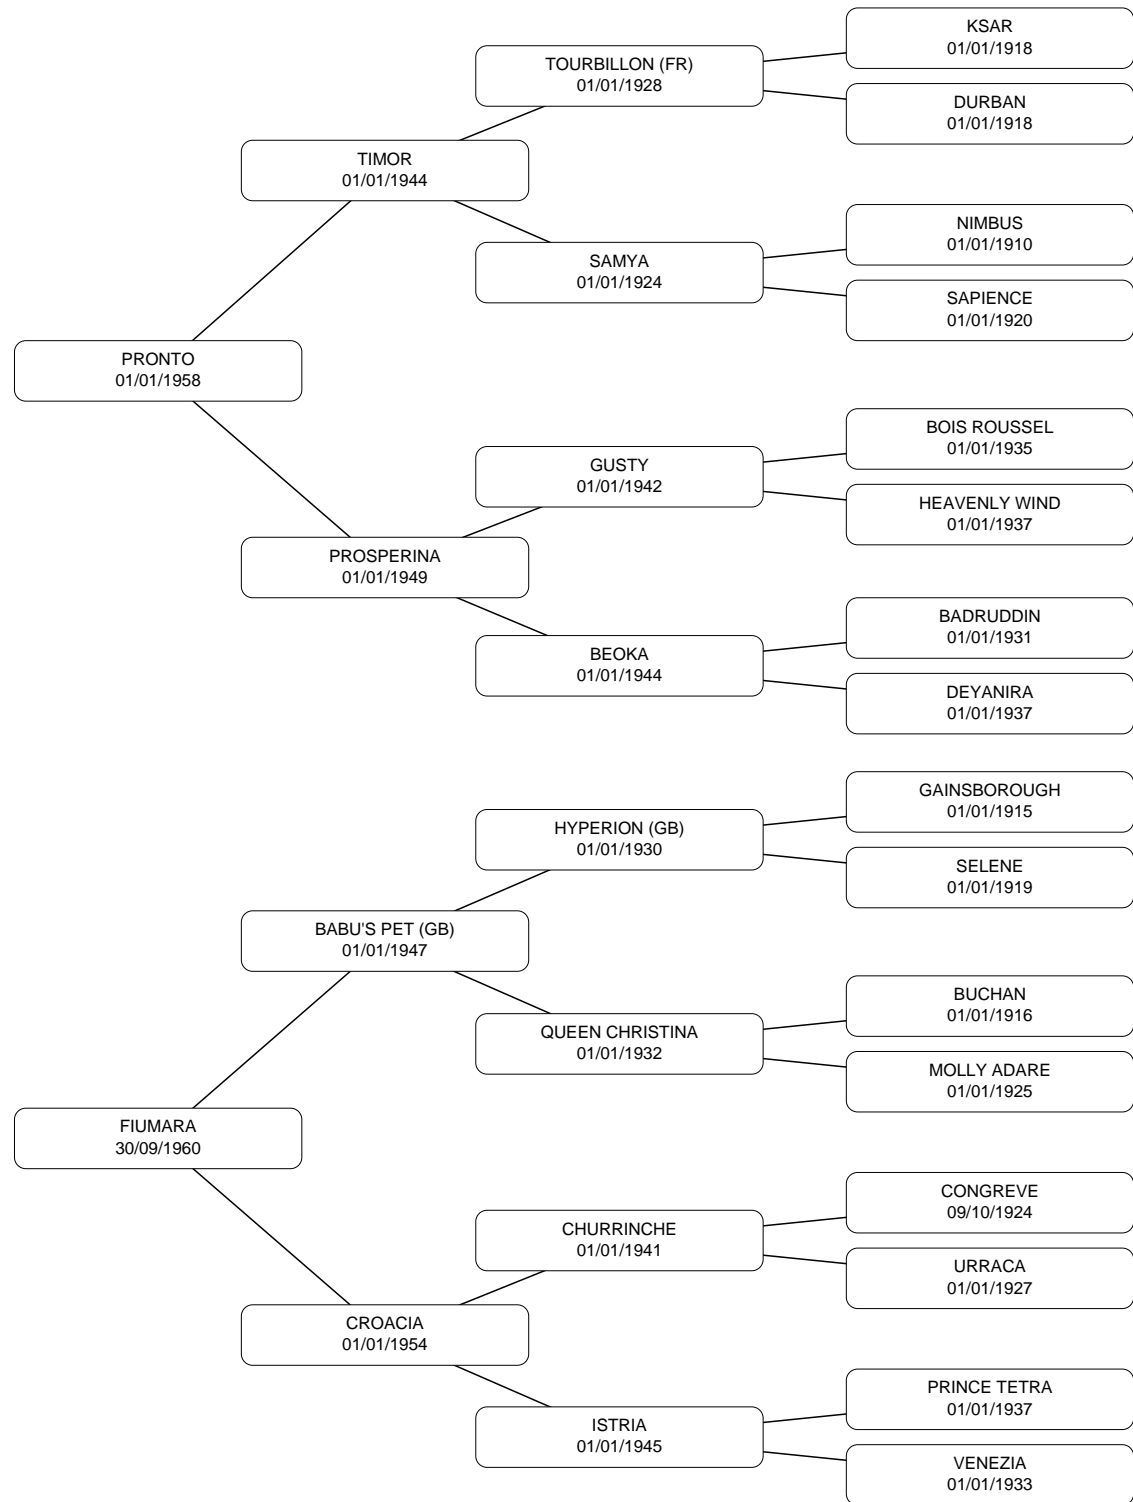 KSAR
01/01/1918
TOURBILLON (FR)
01/01/1928
DURBAN
01/01/1918
TIMOR
01/01/1944
NIMBUS
01/01/1910
SAMYA
01/01/1924
SAPIENCE
01/01/1920
PRONTO
01/01/1958
BOIS ROUSSEL
01/01/1935
GUSTY
01/01/1942
HEAVENLY WIND
01/01/1937
PROSPERINA
01/01/1949
BADRUDDIN
01/01/1931
BEOKA
01/01/1944
DEYANIRA
01/01/1937
GAINSBOROUGH
01/01/1915
HYPERION (GB)
01/01/1930
SELENE
01/01/1919
BABU'S PET (GB)
01/01/1947
BUCHAN
01/01/1916
QUEEN CHRISTINA
01/01/1932
MOLLY ADARE
01/01/1925
FIUMARA
30/09/1960
CONGREVE
09/10/1924
CHURRINCHE
01/01/1941
URRACA
01/01/1927
CROACIA
01/01/1954
PRINCE TETRA
01/01/1937
ISTRIA
01/01/1945
VENEZIA
01/01/1933